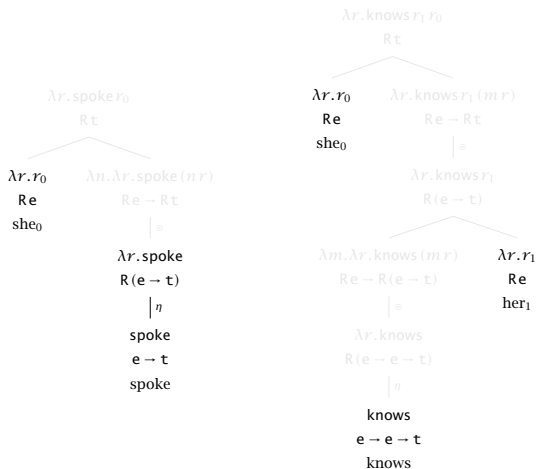 λr.knows r₁ r₀
Rt
λr.r₀
Re
she₀
λr.knows r₁(m r)
Re → Rt
⊛
λr.knows r₁
R(e → t)
λm.λr.knows(m r)
Re → R(e → t)
⊛
λr.knows
R(e → e → t)
η
knows
e → e → t
knows
λr.r₁
Re
her₁
λr.spoke r₀
Rt
λr.r₀
Re
she₀
λn.λr.spoke(n r)
Re → Rt
⊛
λr.spoke
R(e → t)
η
spoke
e → t
spoke